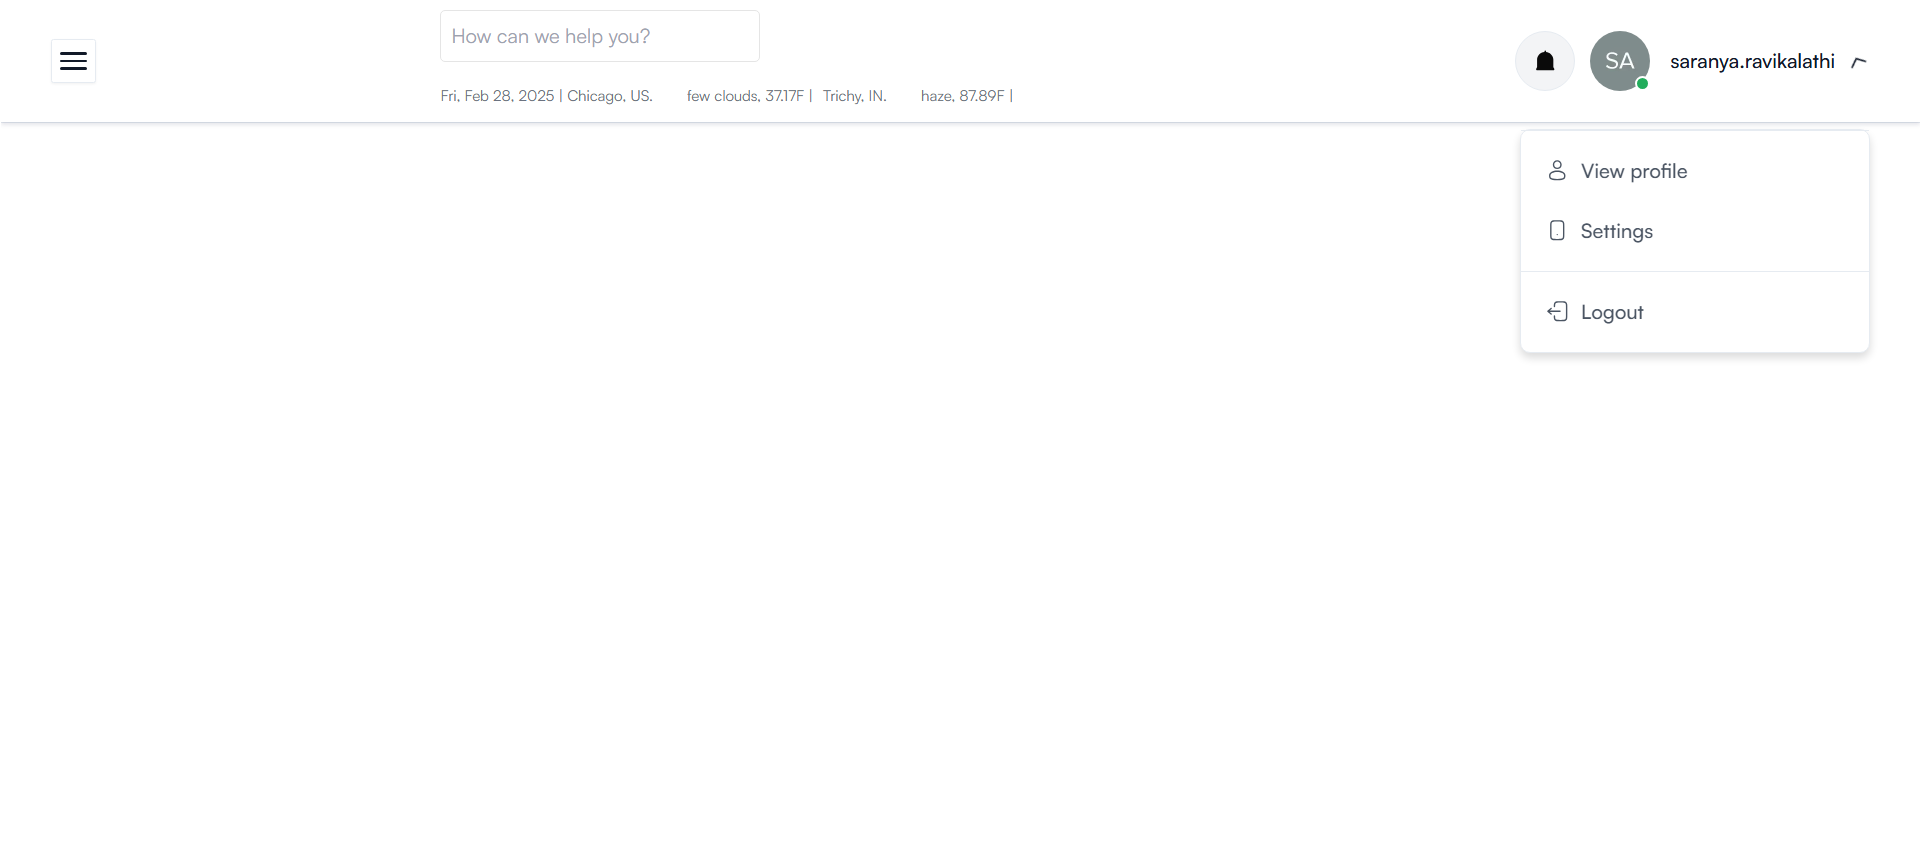 How can we help you?
Fri, Feb 28, 2025 | Chicago, US. few clouds, 37.17F | Trichy, IN. haze, 87.89F |
SA
saranya.ravikalathi
View profile
Settings
Logout